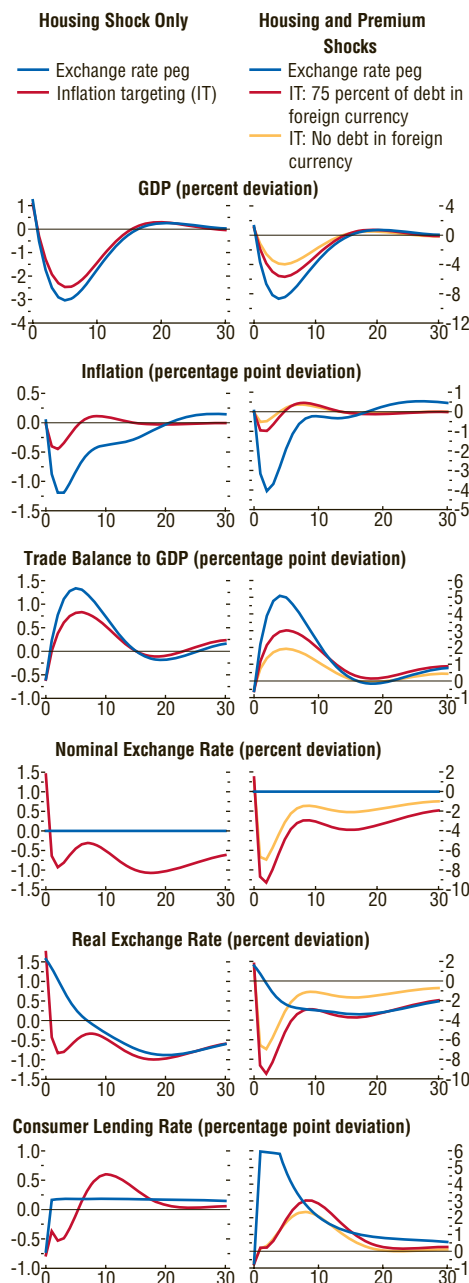 Housing Shock Only
Exchange rate peg
Inflation targeting (IT)
Housing and Premium
Shocks
Exchange rate peg
IT: 75 percent of debt in
foreign currency
IT: No debt in foreign
currency
GDP (percent deviation)
1
0
-1
-2
-3
-4
0 10 20 30
4
0
-4
-8
-12
0 10 20 30
Inflation (percentage point deviation)
0.5
0.0
-0.5
-1.0
-1.5
0 10 20 30
1
0
-1
-2
-3
-4
5
0 10 20 30
Trade Balance to GDP (percentage point deviation)
1.5
1.0
0.5
0.0
-0.5
-1.0
0 10 20 30
6
5
4
3
2
1
0
-1
0 10 20 30
Nominal Exchange Rate (percent deviation)
1.5
1.0
0.5
0.0
-0.5
-1.0
-1.5
0 10 20 30
2
0
-2
-4
-6
-8
-10
0 10 20 30
Real Exchange Rate (percent deviation)
1.5
1.0
0.5
0.0
-0.5
-1.0
1.5
0 10 20 30
2
0
-2
-4
-6
-8
-10
0 10 20 30
Consumer Lending Rate (percentage point deviation)
1.0
0.5
0.0
-0.5
-1.0
0 10 20 30
6
5
4
3
2
1
0
-1
0 10 20 30